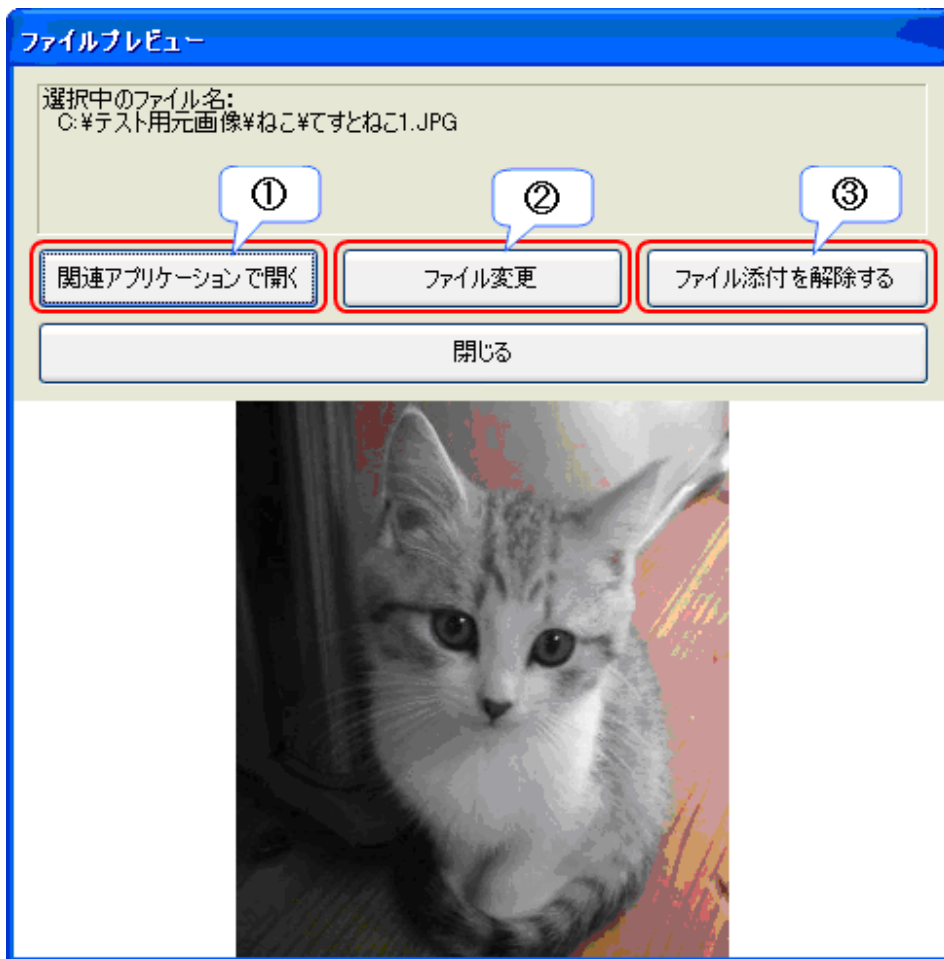 ファイルプレビュー
選択中のファイル名:
C:¥テスト用元画像¥ねこ¥てすとねこ1.JPG
① ② ③
関連アプリケーションで開く ファイル変更 ファイル添付を解除する
閉じる